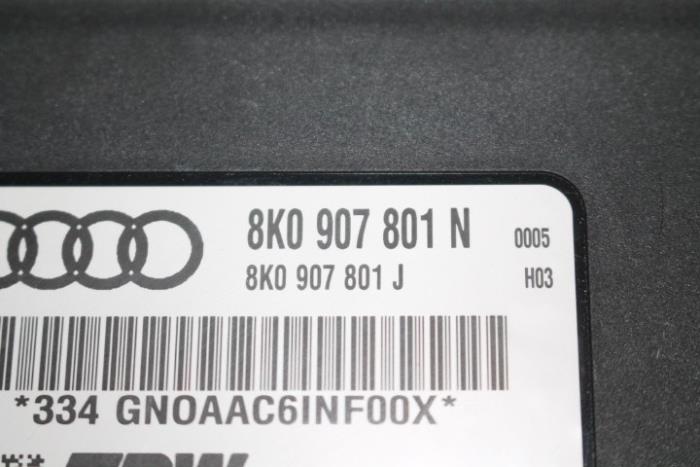 8K0 907 801 N 0005
8K0 907 801 J H03
*334 GNOAAC6INF00X*